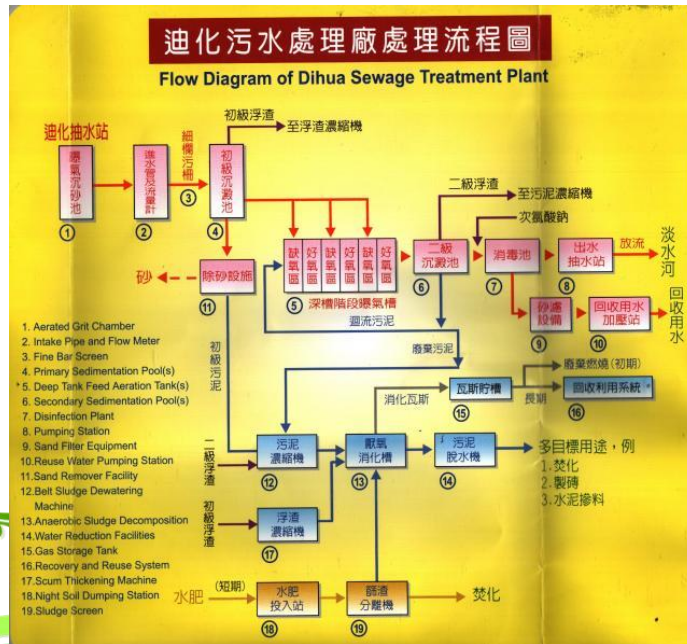 迪化污水處理廠處理流程圖
Flow Diagram of Dihua Sewage Treatment Plant
迪化抽水站
曝氣沉砂池
①
進水管及流量計
②
細攔污柵
③
初級沉澱池
④
初級浮渣
至浮渣濃縮機
二級浮渣
至污泥濃縮機
次氯酸鈉
缺氧區
好氧區
缺氧區
好氧區
缺氧區
好氧區
⑤ 深槽階段曝氣槽
二級沉澱池
⑥
消毒池
⑦
出水抽水站
⑧
放流
淡水河
砂
除砂設施
⑪
砂濾設備
⑨
回收用水加壓站
⑩
回收用水
迴流污泥
廢棄污泥
初級污泥
1. Aerated Grit Chamber
2. Intake Pipe and Flow Meter
3. Fine Bar Screen
4. Primary Sedimentation Pool(s)
5. Deep Tank Feed Aeration Tank(s)
6. Secondary Sedimentation Pool(s)
7. Disinfection Plant
8. Pumping Station
9. Sand Filter Equipment
10. Reuse Water Pumping Station
11. Sand Remover Facility
12. Belt Sludge Dewatering
Machine
13. Anaerobic Sludge Decomposition
14. Water Reduction Facilities
15. Gas Storage Tank
16. Recovery and Reuse System
17. Scum Thickening Machine
18. Night Soil Dumping Station
19. Sludge Screen
消化瓦斯
瓦斯貯槽
⑮
廢棄燃燒(初期)
長期
回收利用系統
⑯
二級浮渣
污泥濃縮機
⑫
厭氧消化槽
⑬
污泥脫水機
⑭
多目標用途，例
1.焚化
2.製磚
3.水泥摻料
初級浮渣
浮渣濃縮機
⑰
水肥
(短期)
水肥投入站
⑱
篩渣分離機
⑲
焚化